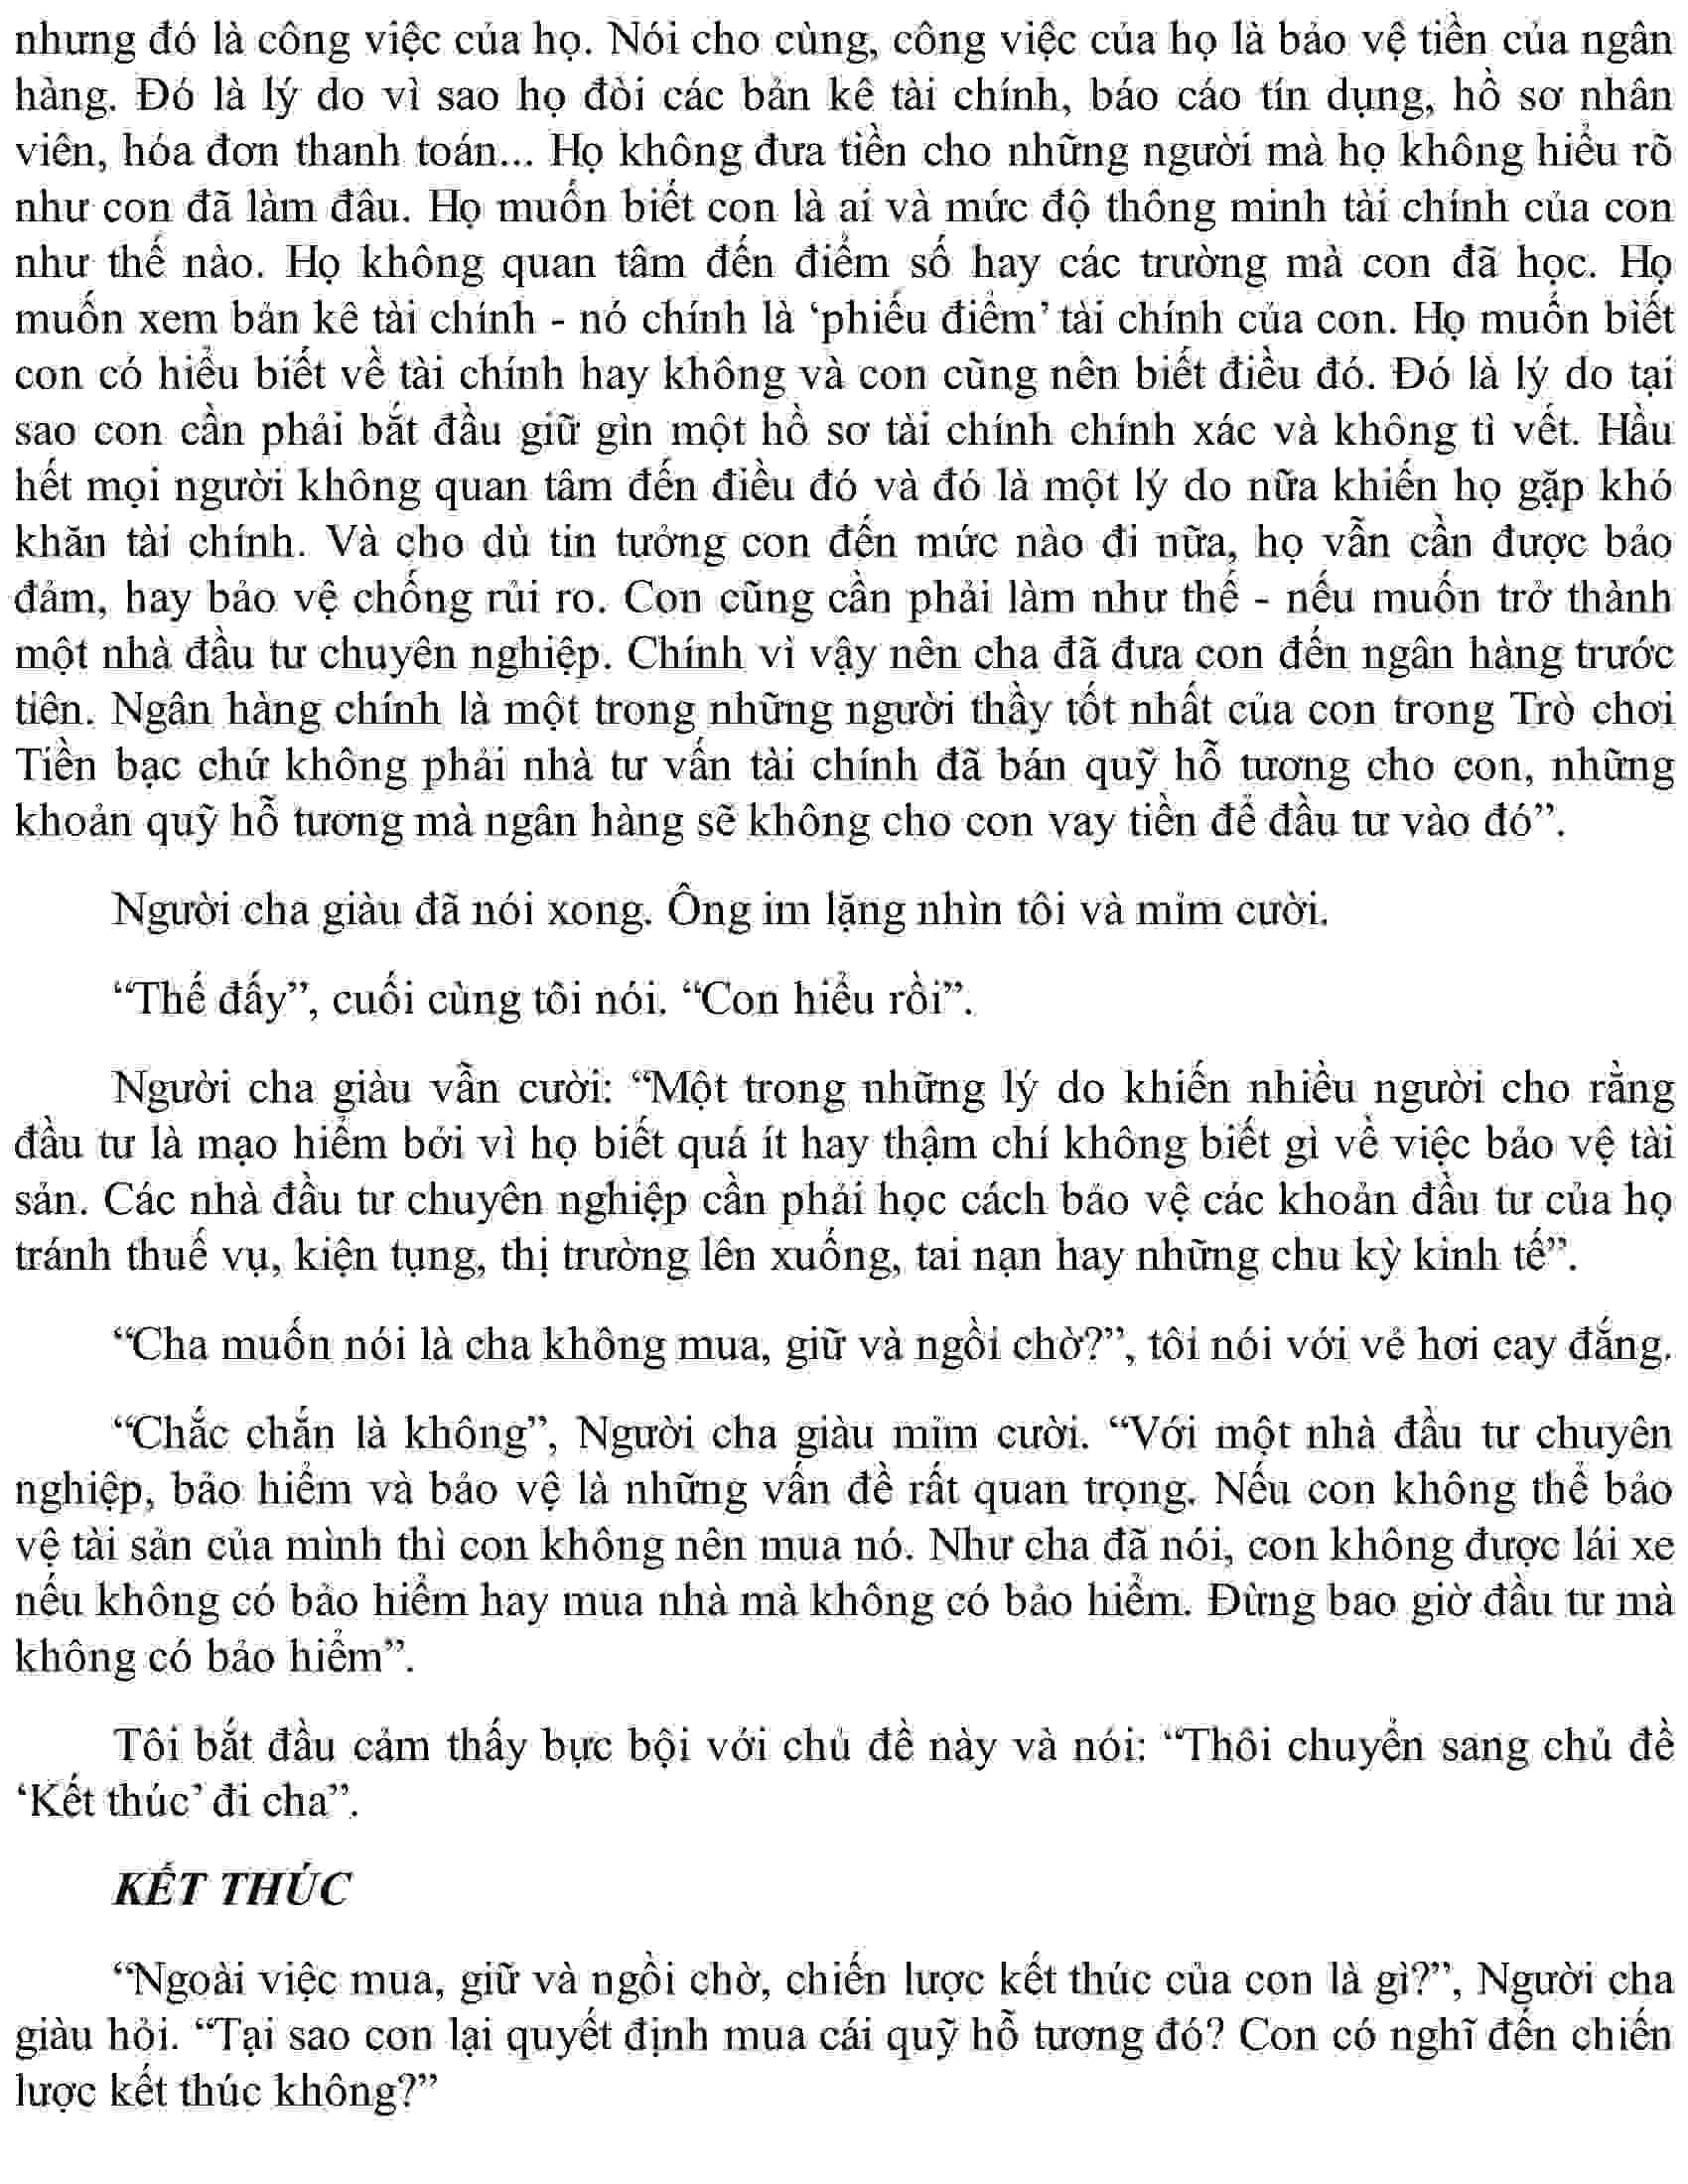 nhưng đó là công việc của họ. Nói cho cùng, công việc của họ là bảo vệ tiền của ngân
hàng. Đó là lý do vì sao họ đòi các bản kê tài chính, báo cáo tín dụng, hồ sơ nhân
viên, hóa đơn thanh toán... Họ không đưa tiền cho những người mà họ không hiểu rõ
như con đã làm đâu. Họ muốn biết con là ai và mức độ thông minh tài chính của con
như thế nào. Họ không quan tâm đến điểm số hay các trường mà con đã học. Họ
muốn xem bản kê tài chính - nó chính là ‘phiếu điểm’ tài chính của con. Họ muốn biết
con có hiểu biết về tài chính hay không và con cũng nên biết điều đó. Đó là lý do tại
sao con cần phải bắt đầu giữ gìn một hồ sơ tài chính chính xác và không tì vết. Hầu
hết mọi người không quan tâm đến điều đó và đó là một lý do nữa khiến họ gặp khó
khăn tài chính. Và cho dù tin tưởng con đến mức nào đi nữa, họ vẫn cần được bảo
đảm, hay bảo vệ chống rủi ro. Con cũng cần phải làm như thế - nếu muốn trở thành
một nhà đầu tư chuyên nghiệp. Chính vì vậy nên cha đã đưa con đến ngân hàng trước
tiên. Ngân hàng chính là một trong những người thầy tốt nhất của con trong Trò chơi
Tiền bạc chứ không phải nhà tư vấn tài chính đã bán quỹ hỗ tương cho con, những
khoản quỹ hỗ tương mà ngân hàng sẽ không cho con vay tiền để đầu tư vào đó”.
Người cha giàu đã nói xong. Ông im lặng nhìn tôi và mỉm cười.
“Thế đấy”, cuối cùng tôi nói. “Con hiểu rồi”.
Người cha giàu vẫn cười: “Một trong những lý do khiến nhiều người cho rằng
đầu tư là mạo hiểm bởi vì họ biết quá ít hay thậm chí không biết gì về việc bảo vệ tài
sản. Các nhà đầu tư chuyên nghiệp cần phải học cách bảo vệ các khoản đầu tư của họ
tránh thuế vụ, kiện tụng, thị trường lên xuống, tai nạn hay những chu kỳ kinh tế”.
“Cha muốn nói là cha không mua, giữ và ngồi chờ?”, tôi nói với vẻ hơi cay đắng.
“Chắc chắn là không”, Người cha giàu mỉm cười. “Với một nhà đầu tư chuyên
nghiệp, bảo hiểm và bảo vệ là những vấn đề rất quan trọng. Nếu con không thể bảo
vệ tài sản của mình thì con không nên mua nó. Như cha đã nói, con không được lái xe
nếu không có bảo hiểm hay mua nhà mà không có bảo hiểm. Đừng bao giờ đầu tư mà
không có bảo hiểm”.
Tôi bắt đầu cảm thấy bực bội với chủ đề này và nói: “Thôi chuyển sang chủ đề
‘Kết thúc’ đi cha”.
KẾT THÚC
“Ngoài việc mua, giữ và ngồi chờ, chiến lược kết thúc của con là gì?”, Người cha
giàu hỏi. “Tại sao con lại quyết định mua cái quỹ hỗ tương đó? Con có nghĩ đến chiến
lược kết thúc không?”